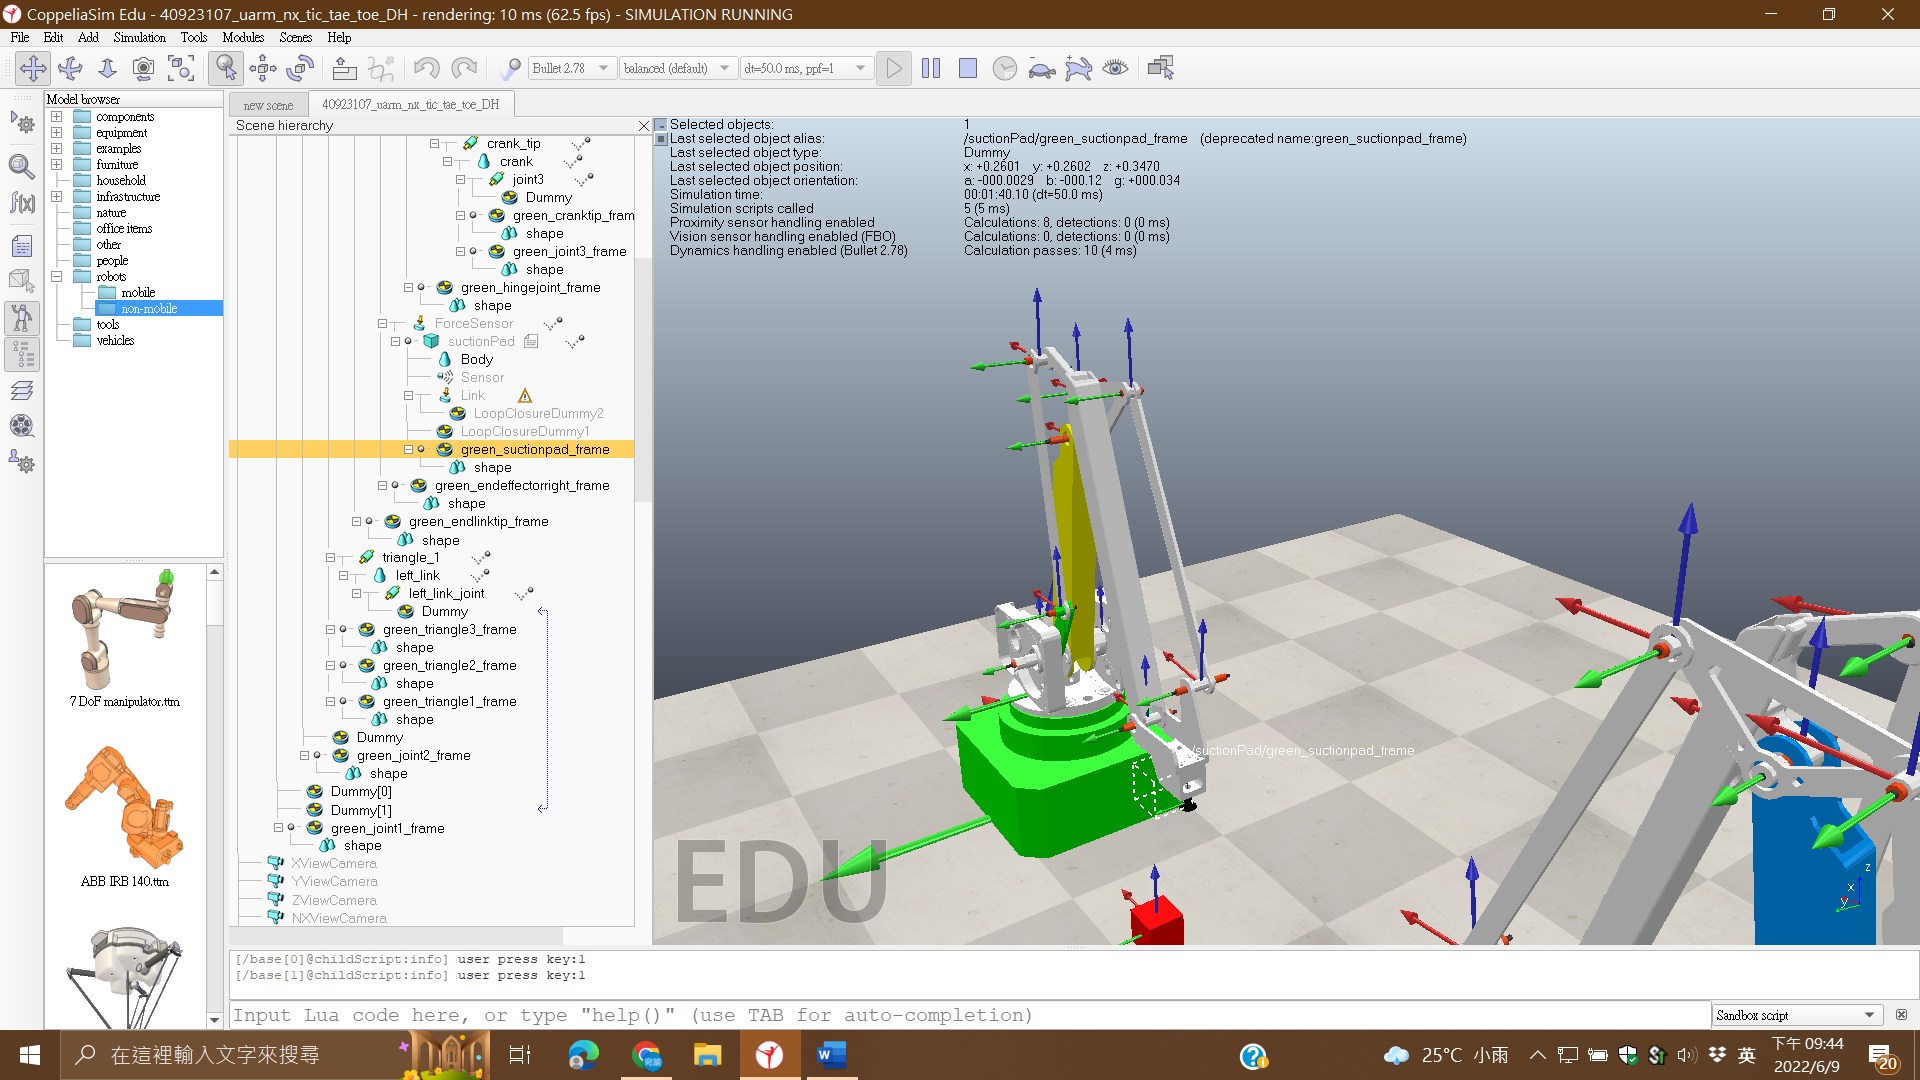 CoppeliaSim Edu - 40923107_uarm_nx_tic_tae_toe_DH - rendering: 10 ms (62.5 fps) - SIMULATION RUNNING
File Edit Add Simulation Tools Modules Scenes Help
Bullet 2.78 balanced (default) dt=50.0 ms, ppf=1
Model browser
components
equipment
examples
furniture
household
infrastructure
nature
office items
other
people
robots
mobile
non-mobile
tools
vehicles
7 DoF manipulator.ttm
ABB IRB 140.ttm
new scene 40923107_uarm_nx_tic_tae_toe_DH
Scene hierarchy
crank_tip
crank
joint3
Dummy
green_cranktip_fram
shape
green_joint3_frame
shape
green_hingejoint_frame
shape
ForceSensor
suctionPad
Body
Sensor
Link
LoopClosureDummy2
LoopClosureDummy1
green_suctionpad_frame
shape
green_endeffectorright_frame
shape
green_endlinktip_frame
shape
triangle_1
left_link
left_link_joint
Dummy
green_triangle3_frame
shape
green_triangle2_frame
shape
green_triangle1_frame
shape
Dummy
green_joint2_frame
shape
Dummy[0]
Dummy[1]
green_joint1_frame
shape
XViewCamera
YViewCamera
ZViewCamera
NXViewCamera
Selected objects: 1
Last selected object alias: /suctionPad/green_suctionpad_frame (deprecated name:green_suctionpad_frame)
Last selected object type: Dummy
Last selected object position: x: +0.2601 y: +0.2602 z: +0.3470
Last selected object orientation: a: -000.0029 b: -000.12 g: +000.034
Simulation time: 00:01:40.10 (dt=50.0 ms)
Simulation scripts called 5 (5 ms)
Proximity sensor handling enabled Calculations: 8, detections: 0 (0 ms)
Vision sensor handling enabled (FBO) Calculations: 0, detections: 0 (0 ms)
Dynamics handling enabled (Bullet 2.78) Calculation passes: 10 (4 ms)
/suctionPad/green_suctionpad_frame
EDU
z
x
y
[/base[0]@childScript:info] user press key:1
[/base[1]@childScript:info] user press key:1
Input Lua code here, or type "help()" (use TAB for auto-completion)
Sandbox script
在這裡輸入文字來搜尋
25°C 小雨
英
下午 09:44
2022/6/9
20